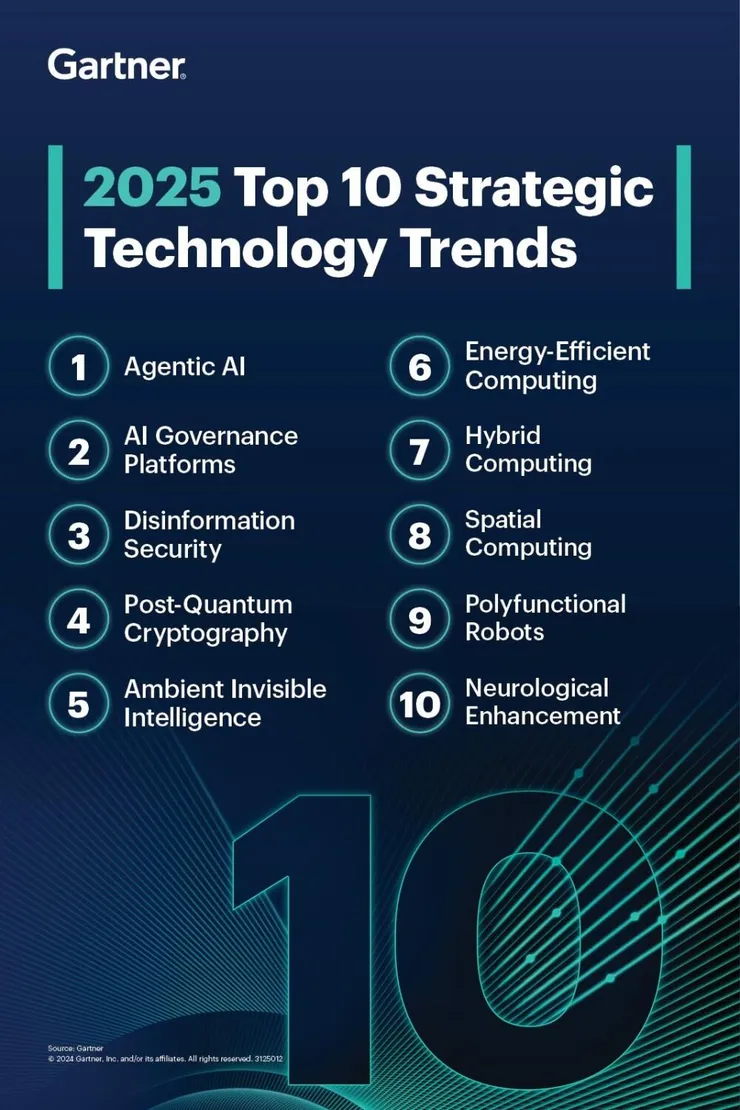 Gartner®
2025 Top 10 Strategic
Technology Trends
1
Agentic AI
2
AI Governance
Platforms
3
Disinformation
Security
4
Post-Quantum
Cryptography
5
Ambient Invisible
Intelligence
6
Energy-Efficient
Computing
7
Hybrid
Computing
8
Spatial
Computing
9
Polyfunctional
Robots
10
Neurological
Enhancement
10
Source: Gartner
© 2024 Gartner, Inc. and/or its affiliates. All rights reserved. 3125012